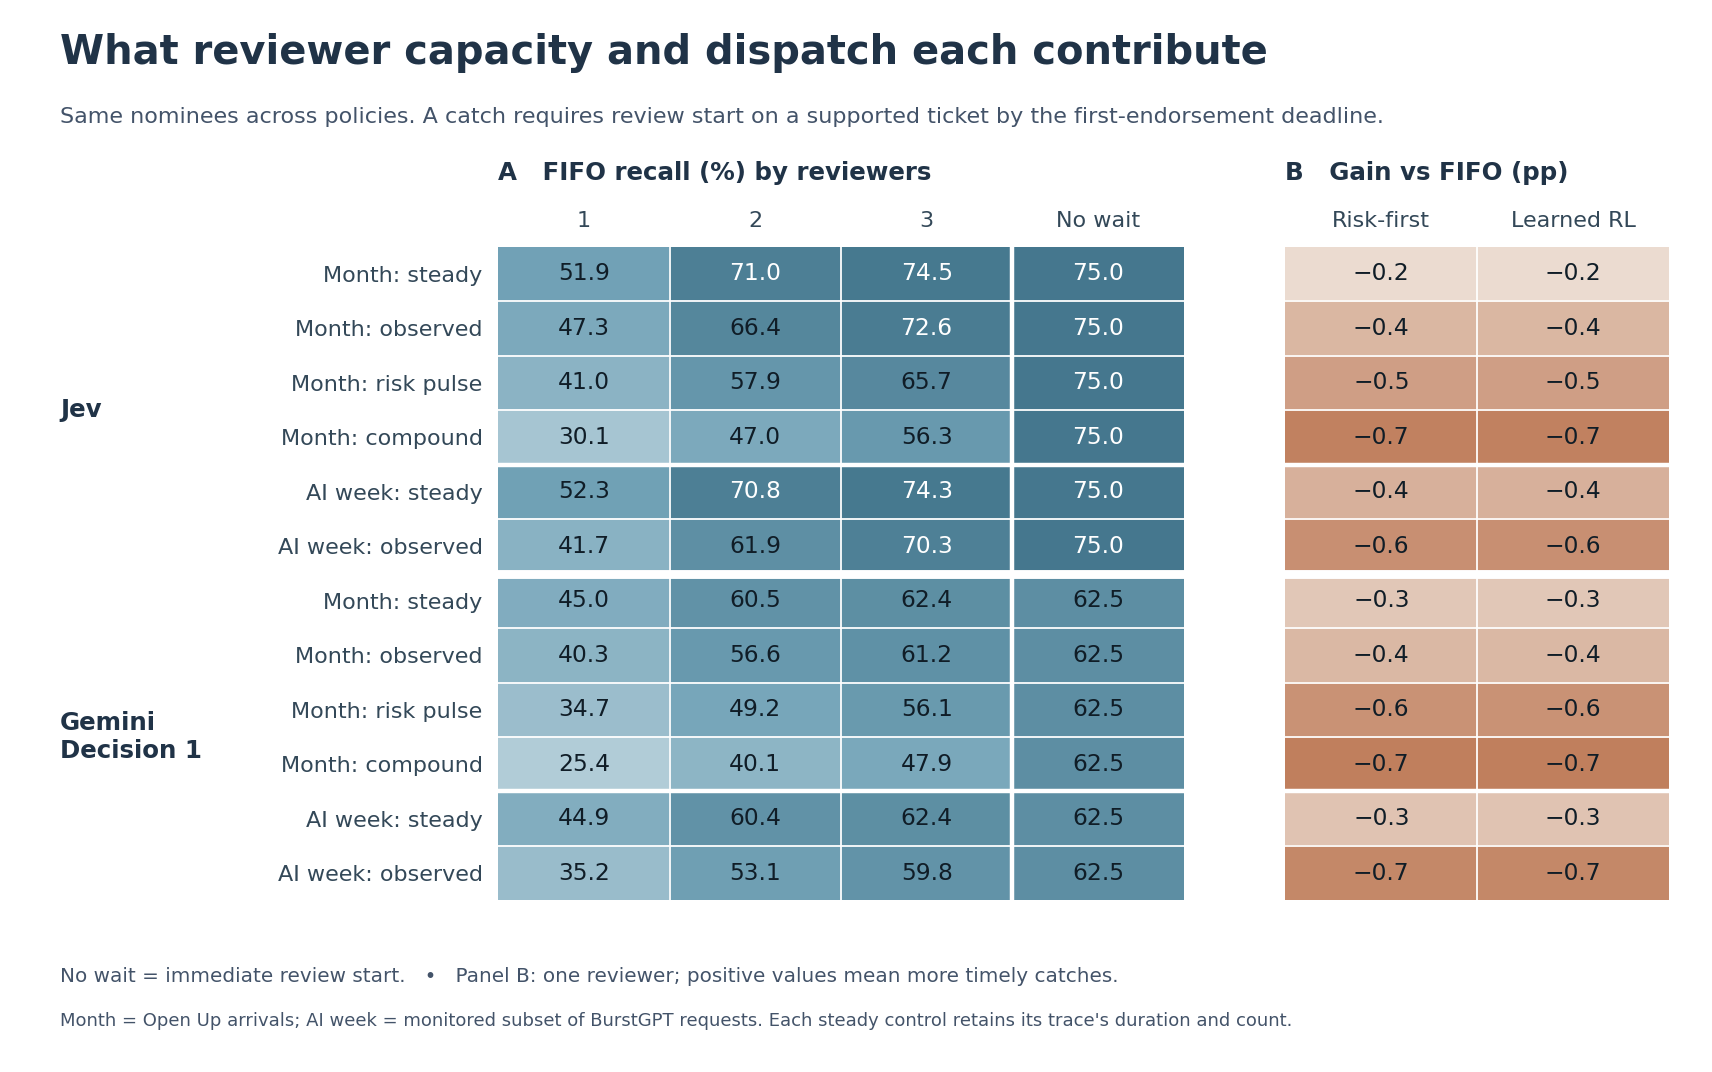 What reviewer capacity and dispatch each contribute
Same nominees across policies. A catch requires review start on a supported ticket by the first-endorsement deadline.
A FIFO recall (%) by reviewers
B Gain vs FIFO (pp)
1 2 3 No wait Risk-first Learned RL
Jev
Month: steady 51.9 71.0 74.5 75.0 −0.2 −0.2
Month: observed 47.3 66.4 72.6 75.0 −0.4 −0.4
Month: risk pulse 41.0 57.9 65.7 75.0 −0.5 −0.5
Month: compound 30.1 47.0 56.3 75.0 −0.7 −0.7
AI week: steady 52.3 70.8 74.3 75.0 −0.4 −0.4
AI week: observed 41.7 61.9 70.3 75.0 −0.6 −0.6
Gemini
Decision 1
Month: steady 45.0 60.5 62.4 62.5 −0.3 −0.3
Month: observed 40.3 56.6 61.2 62.5 −0.4 −0.4
Month: risk pulse 34.7 49.2 56.1 62.5 −0.6 −0.6
Month: compound 25.4 40.1 47.9 62.5 −0.7 −0.7
AI week: steady 44.9 60.4 62.4 62.5 −0.3 −0.3
AI week: observed 35.2 53.1 59.8 62.5 −0.7 −0.7
No wait = immediate review start. • Panel B: one reviewer; positive values mean more timely catches.
Month = Open Up arrivals; AI week = monitored subset of BurstGPT requests. Each steady control retains its trace's duration and count.